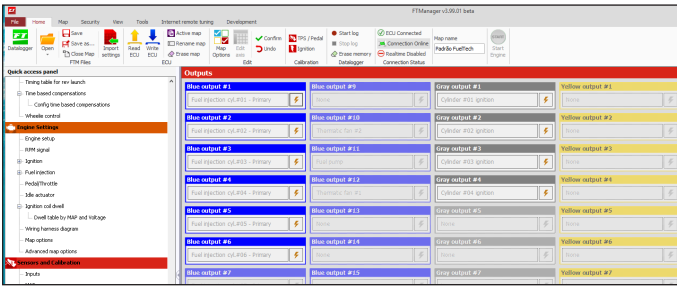 FTManager v3.99.01 beta
File Home Map Security View Tools Internet remote tuning Development
Datalogger
Open
Save
Save as...
Close Map
FTM Files
Import settings
Read ECU
Write ECU
Active map
Rename map
Erase map
ECU
Map Options
Edit axis
Confirm
Undo
Edit
TPS / Pedal
Ignition
Calibration
Start log
Stop log
Erase memory
Datalogger
ECU Connected
Connection Online
Realtime Disabled
Connection Status
Map name
Padrão FuelTech
Start Engine
Quick access panel
Timing table for rev launch
Time based compensations
Config time based compensations
Wheelie control
Engine Settings
Engine setup
RPM signal
Ignition
Fuel injection
Pedal/Throttle
Idle actuator
Ignition coil dwell
Dwell table by MAP and Voltage
Wiring harness diagram
Map options
Advanced map options
Sensors and Calibration
Inputs
Outputs
Blue output #1 Blue output #9 Gray output #1 Yellow output #1
Fuel injection cyl.#01 - Primary None Cylinder #01 ignition None
Blue output #2 Blue output #10 Gray output #2 Yellow output #2
Fuel injection cyl.#02 - Primary Thermatic fan #2 Cylinder #02 ignition None
Blue output #3 Blue output #11 Gray output #3 Yellow output #3
Fuel injection cyl.#03 - Primary Fuel pump Cylinder #03 ignition None
Blue output #4 Blue output #12 Gray output #4 Yellow output #4
Fuel injection cyl.#04 - Primary Thermatic fan #1 Cylinder #04 ignition None
Blue output #5 Blue output #13 Gray output #5 Yellow output #5
Fuel injection cyl.#05 - Primary None None None
Blue output #6 Blue output #14 Gray output #6 Yellow output #6
Fuel injection cyl.#06 - Primary None None None
Blue output #7 Blue output #15 Gray output #7 Yellow output #7